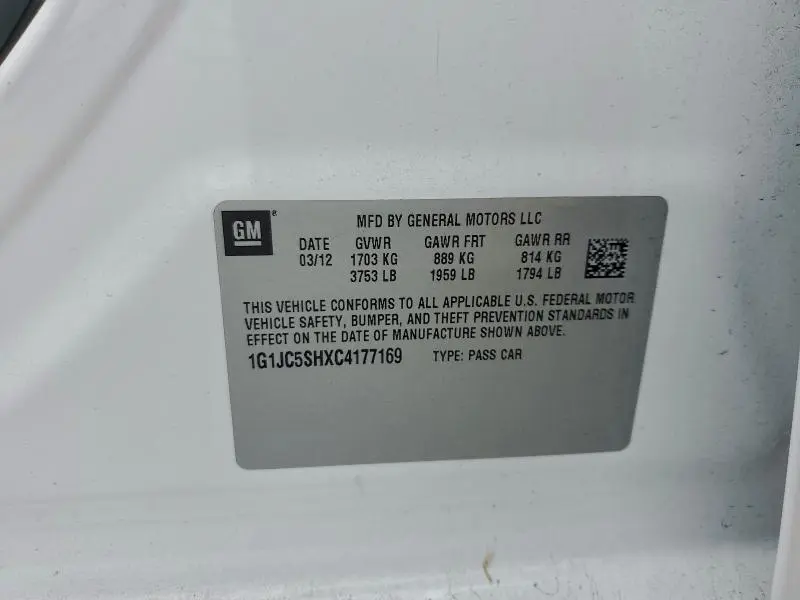 GM®
MFD BY GENERAL MOTORS LLC
DATE GVWR GAWR FRT GAWR RR
03/12 1703 KG 889 KG 814 KG
3753 LB 1959 LB 1794 LB
THIS VEHICLE CONFORMS TO ALL APPLICABLE U.S. FEDERAL MOTOR
VEHICLE SAFETY, BUMPER, AND THEFT PREVENTION STANDARDS IN
EFFECT ON THE DATE OF MANUFACTURE SHOWN ABOVE.
1G1JC5SHXC4177169 TYPE: PASS CAR